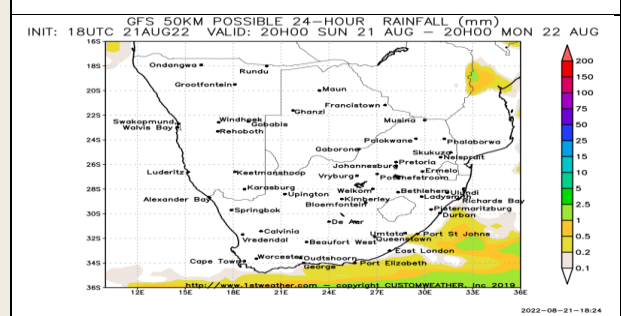 GFS 50KM POSSIBLE 24-HOUR RAINFALL (mm)
INIT: 18UTC 21AUG22 VALID: 20H00 SUN 21 AUG - 20H00 MON 22 AUG
16S
Ondangwa
Rundu
200
18S
Grootfontein
150
20S
Maun
100
Francistown
Ghanzi
75
22S
Windhoek
Gobabis
Musina
Swakopmund
Walvis Bay
Rehoboth
50
24S
Polokwane
Phalaborwa
25
Gaborone
Skukuza
Nelspruit
15
26S
Johannesburg
Pretoria
Luderitz
Keetmanshoop
Vryburg
Potchefstroom
Ermelo
10
28S
Karasburg
Upington
Welkom
Bethlehem
Ulundi
5
Alexander Bay
Kimberley
Ladysmith
Richards Bay
Bloemfontein
Pietermaritzburg
2.5
30S
Springbok
Durban
De Aar
1
Calvinia
Umtata
Port St Johns
32S
Vredendal
Beaufort West
Queenstown
0.5
East London
0.2
34S
Cape Town
Worcester
Oudtshoorn
George
Port Elizabeth
0.1
http://www.1stweather.com - copyright CUSTOMWEATHER, Inc 2019
36S
12E 15E 18E 21E 24E 27E 30E 33E 36E
2022-08-21-18:24